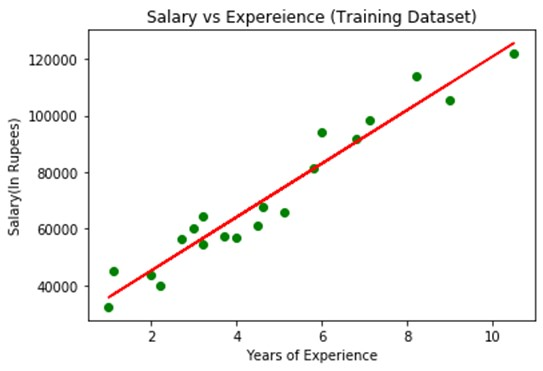 Salary vs Expereience (Training Dataset)
120000
100000
80000
60000
40000
Salary(In Rupees)
2 4 6 8 10
Years of Experience